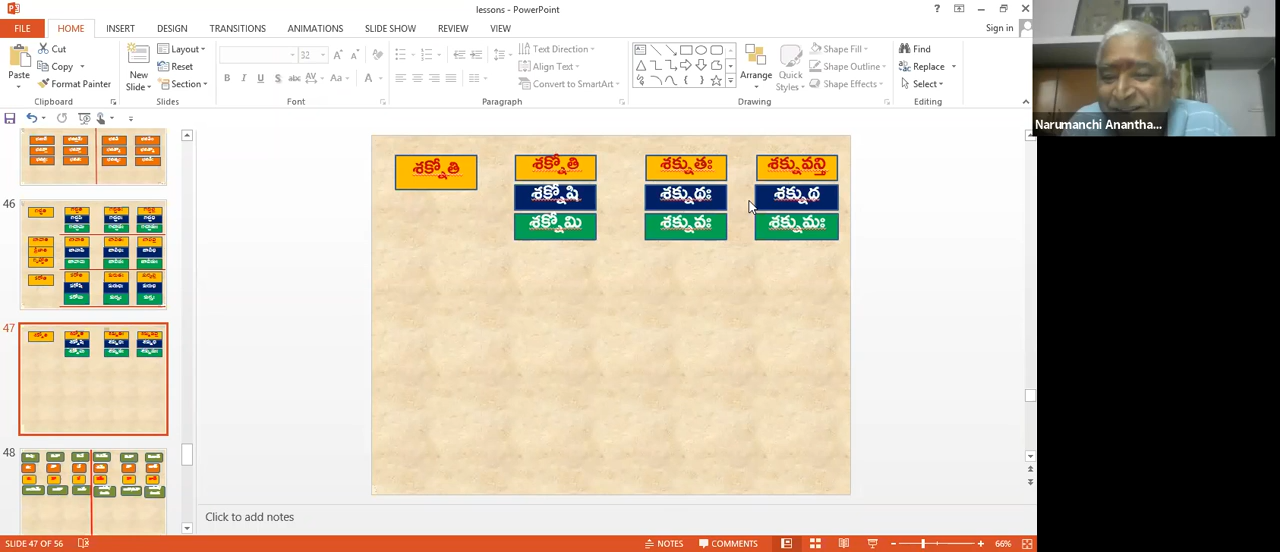 lessons - PowerPoint
?
FILE HOME INSERT DESIGN TRANSITIONS ANIMATIONS SLIDE SHOW REVIEW VIEW
Sign in
Paste Cut Copy Format Painter
Clipboard
New Slide Layout Reset Section
Slides
32
B I U S abc AV Aa A
Font
Text Direction
Align Text
Convert to SmartArt
Paragraph
Arrange Quick Styles
Shape Fill
Shape Outline
Shape Effects
Drawing
Find
Replace
Select
Editing
Narumanchi Anantha...
46
47
48
శక్నోతి శక్నోతి శక్నుతః శక్నువన్తి
శక్నోషి శక్నుథః శక్నుథ
శక్నోమి శక్నువః శక్నుమః
Click to add notes
SLIDE 47 OF 56 NOTES COMMENTS 66%